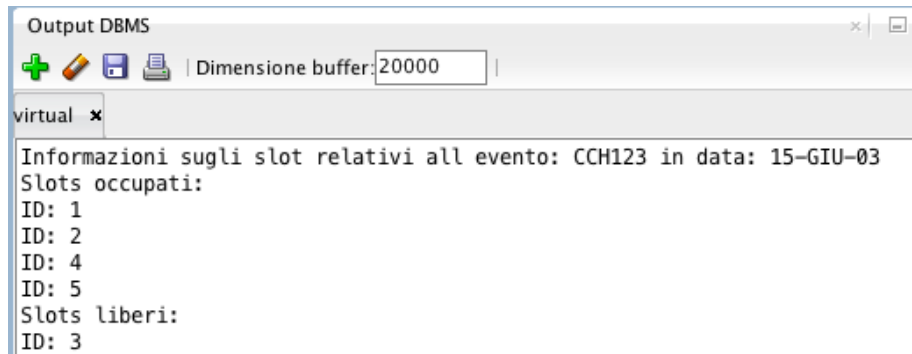 Output DBMS
Dimensione buffer: 20000
virtual
Informazioni sugli slot relativi all evento: CCH123 in data: 15-GIU-03
Slots occupati:
ID: 1
ID: 2
ID: 4
ID: 5
Slots liberi:
ID: 3